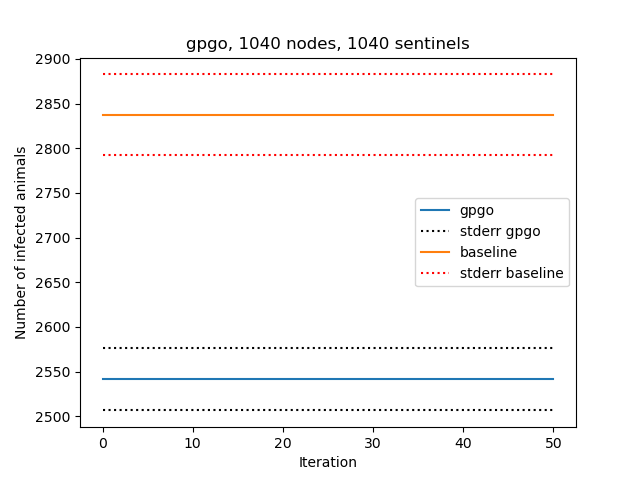 gpgo, 1040 nodes, 1040 sentinels
2900
2850
2800
2750
2700
2650
2600
2550
2500
Number of infected animals
gpgo
stderr gpgo
baseline
stderr baseline
0 10 20 30 40 50
Iteration